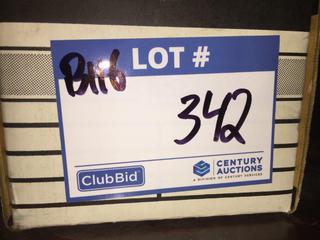 LOT #
342
ClubBid
CENTURY
AUCTIONS
A DIVISION OF CENTURY SERVICES